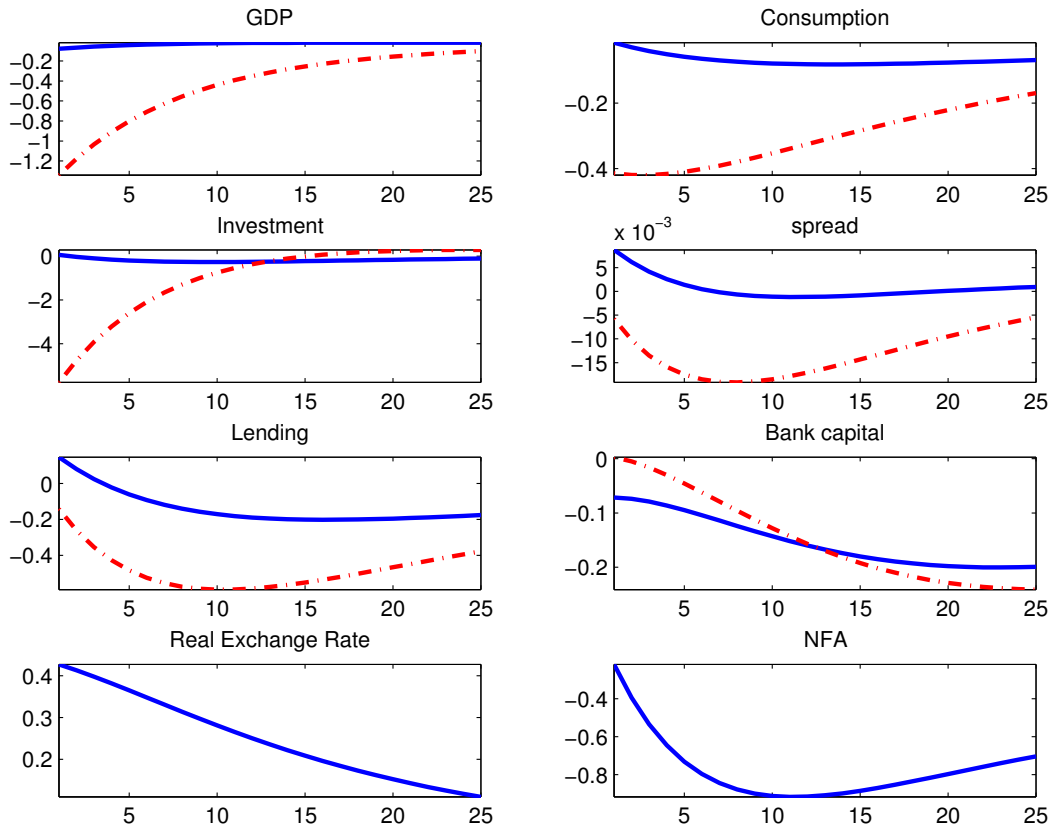 GDP
−0.2
−0.4
−0.6
−0.8
−1
−1.2
5 10 15 20 25
Consumption
−0.2
−0.4
5 10 15 20 25
Investment
0
−2
−4
5 10 15 20 25
spread
x 10−3
5
0
−5
−10
−15
5 10 15 20 25
Lending
0
−0.2
−0.4
5 10 15 20 25
Bank capital
0
−0.1
−0.2
5 10 15 20 25
Real Exchange Rate
0.4
0.3
0.2
5 10 15 20 25
NFA
−0.4
−0.6
−0.8
5 10 15 20 25